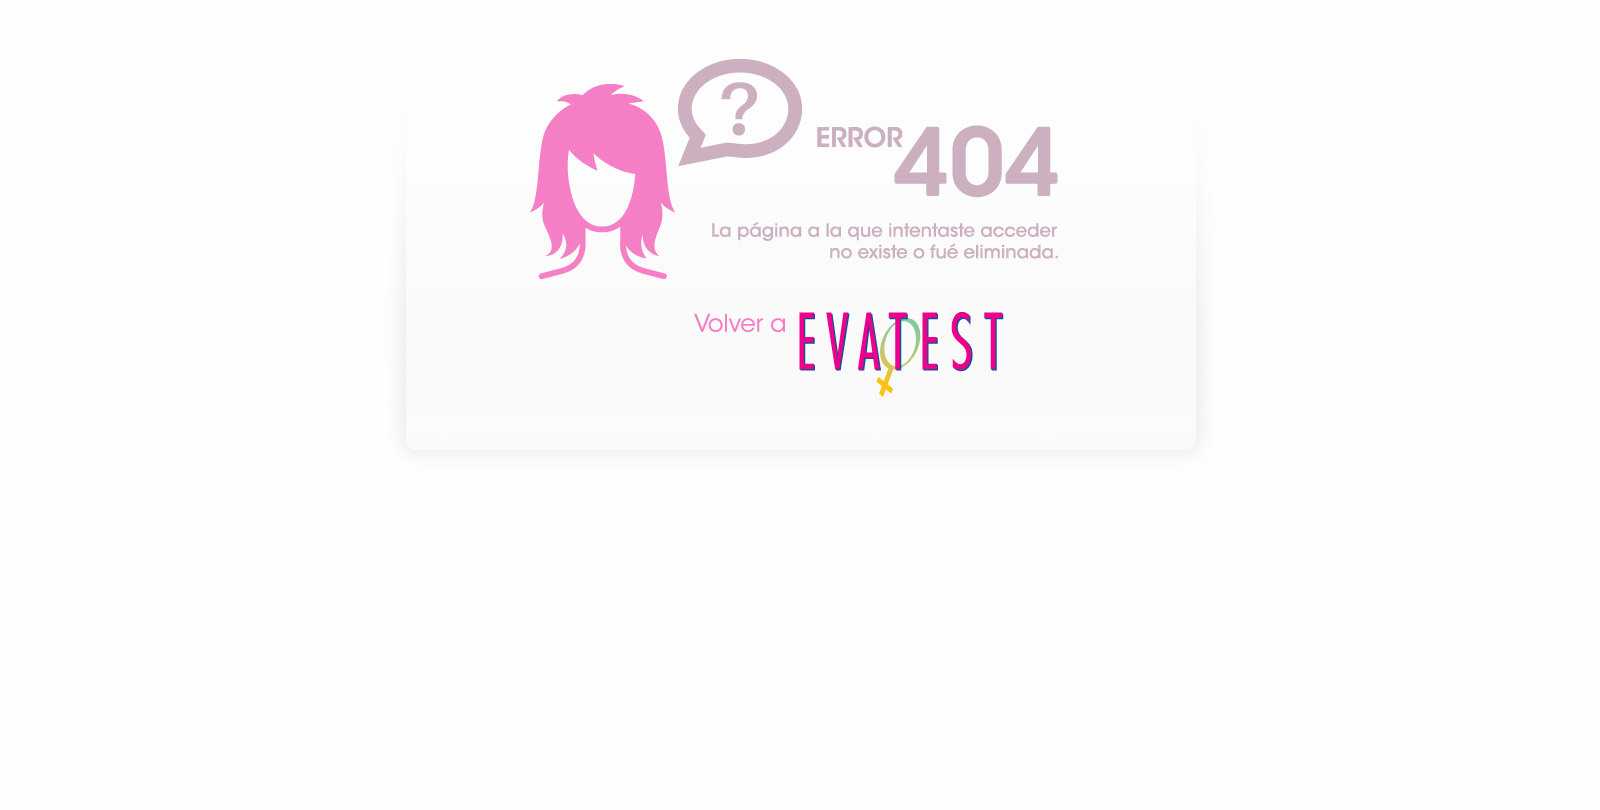 ?
ERROR 404
La página a la que intentaste acceder
no existe o fué eliminada.
Volver a EVATEST